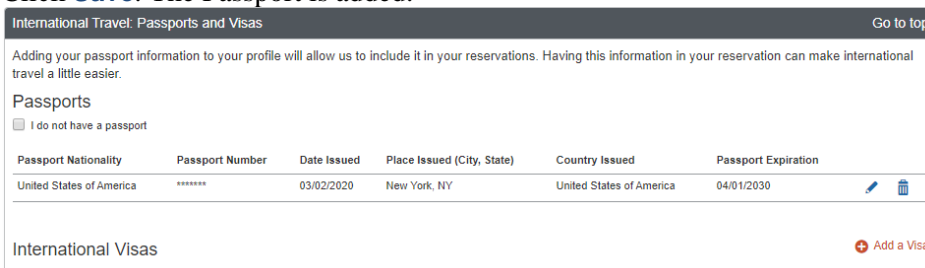 Click Save. The Passport is added.
International Travel: Passports and Visas Go to top
Adding your passport information to your profile will allow us to include it in your reservations. Having this information in your reservation can make international
travel a little easier.
Passports
I do not have a passport
Passport Nationality Passport Number Date Issued Place Issued (City, State) Country Issued Passport Expiration
United States of America ******* 03/02/2020 New York, NY United States of America 04/01/2030
International Visas Add a Visa